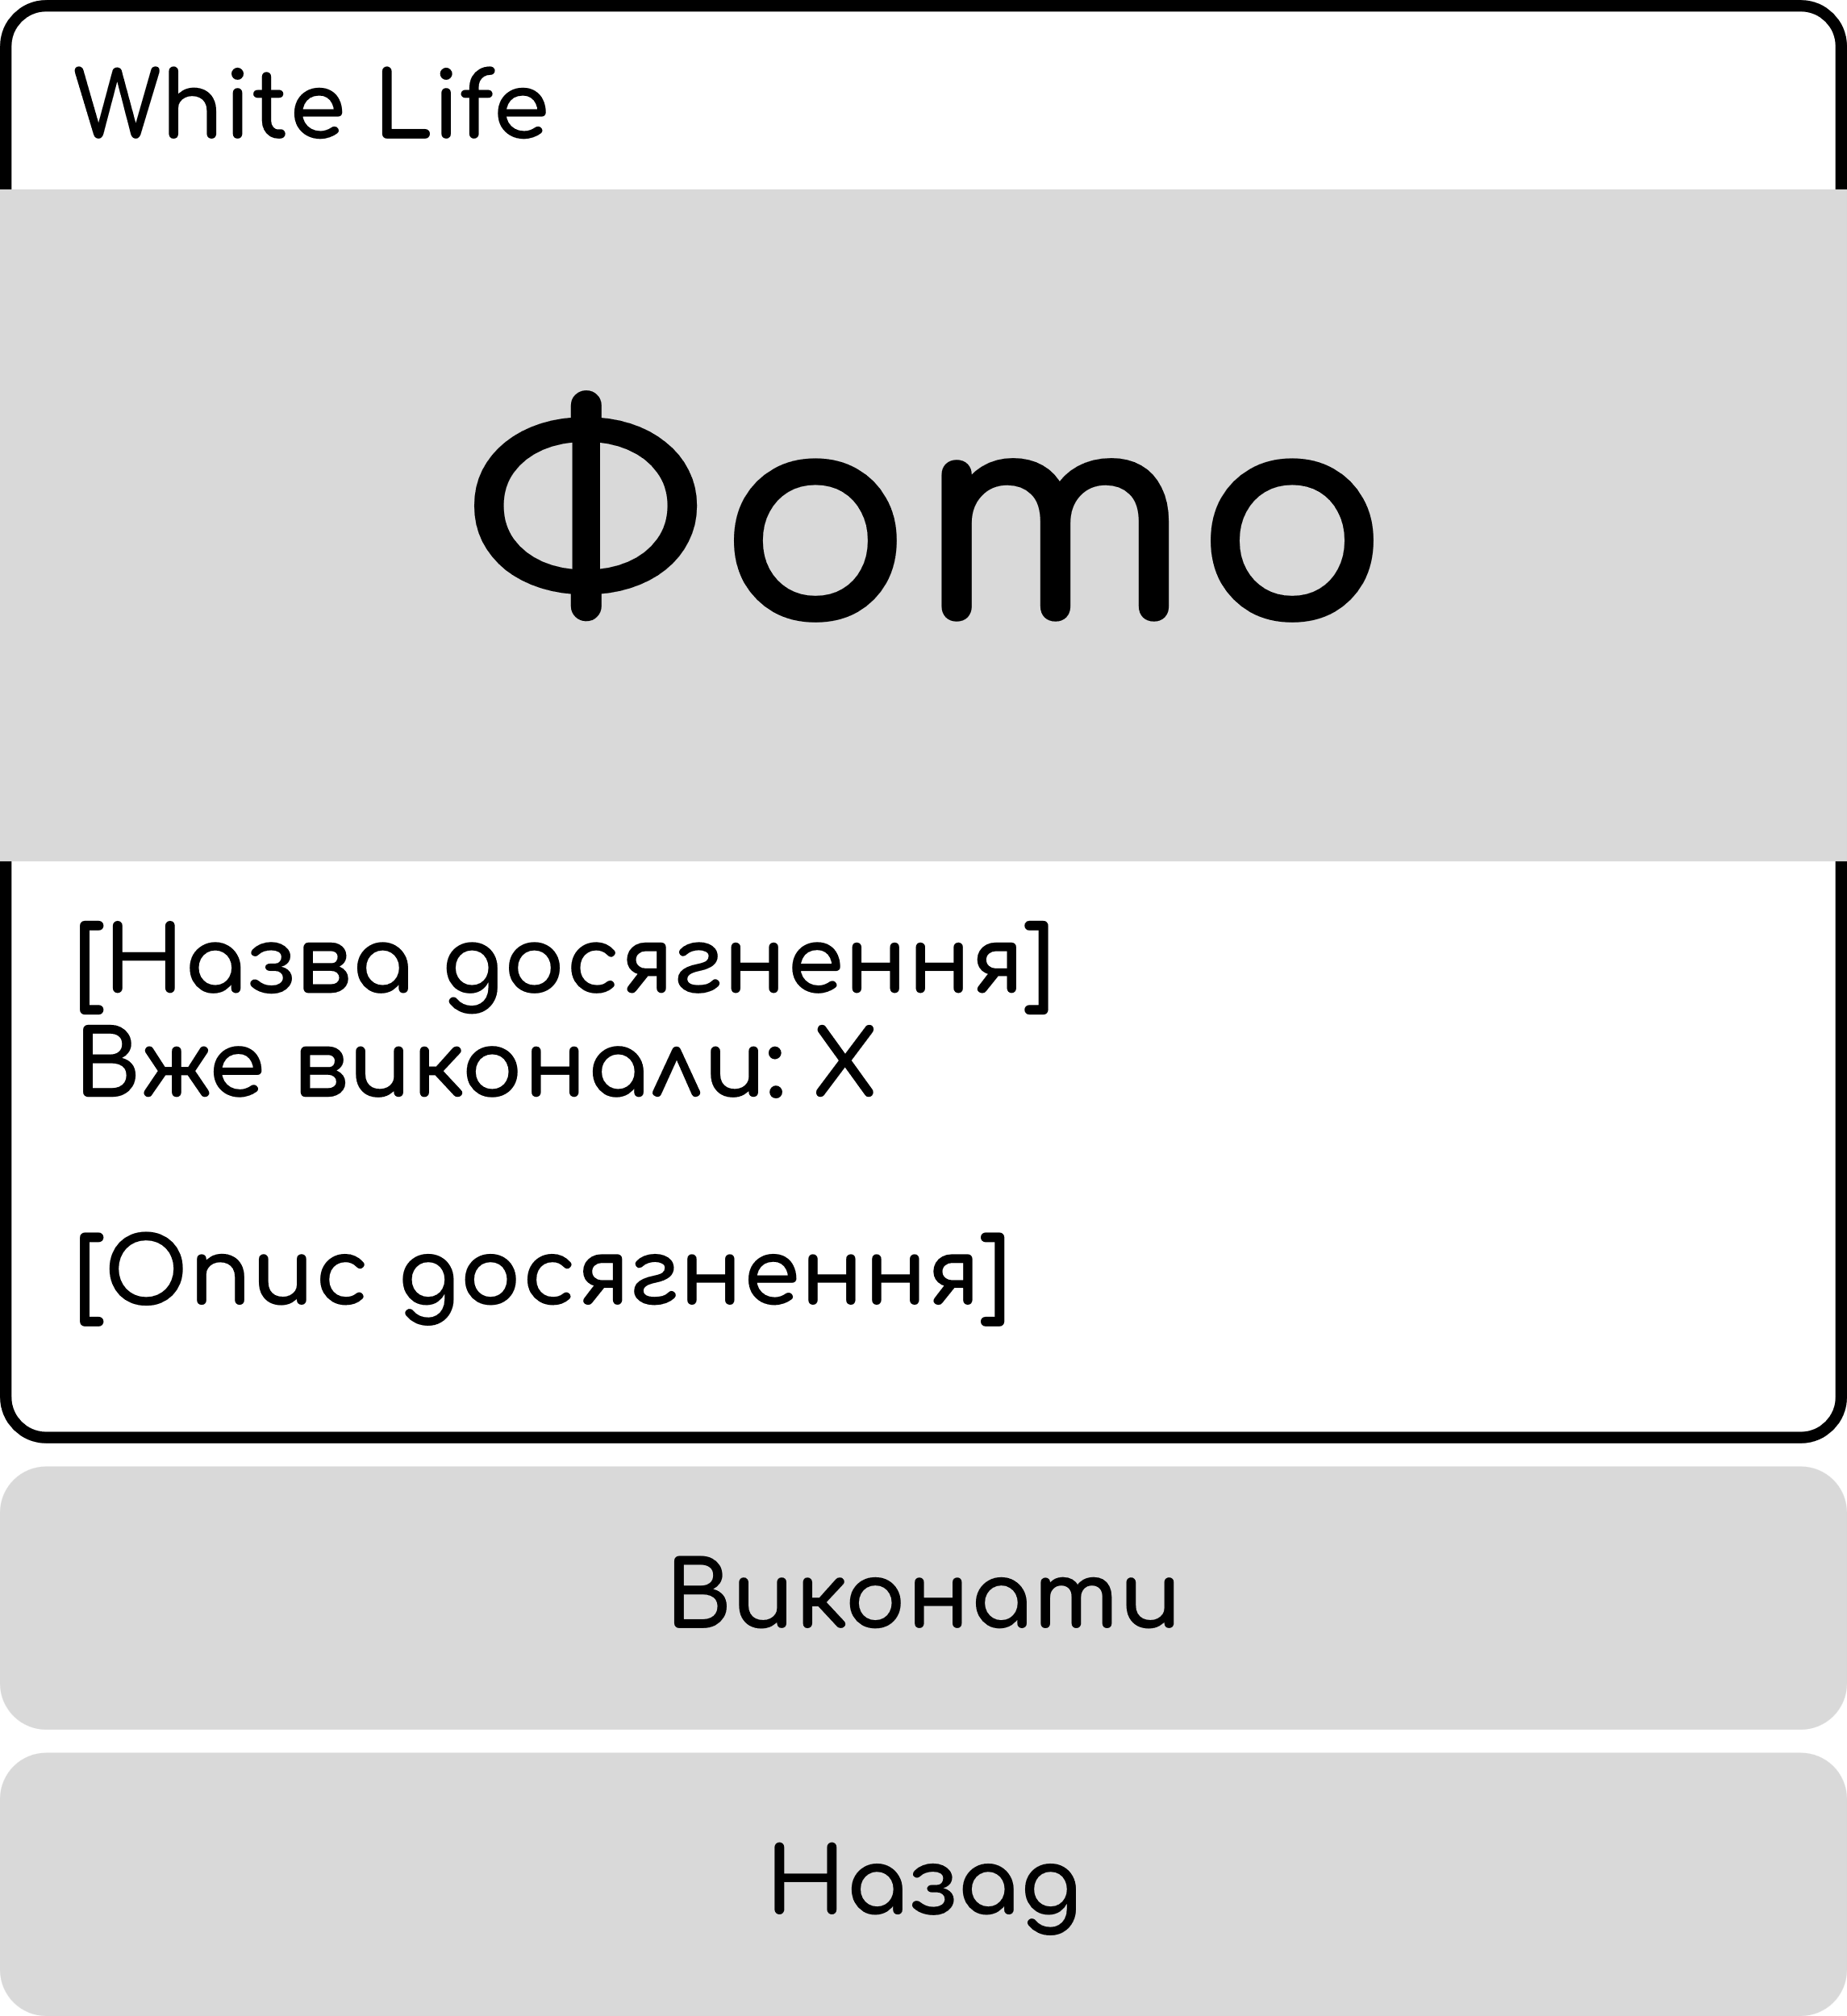 White Life
Фото
[Назва досягнення]
Вже виконали: X
[Опис досягнення]
Виконати
Назад